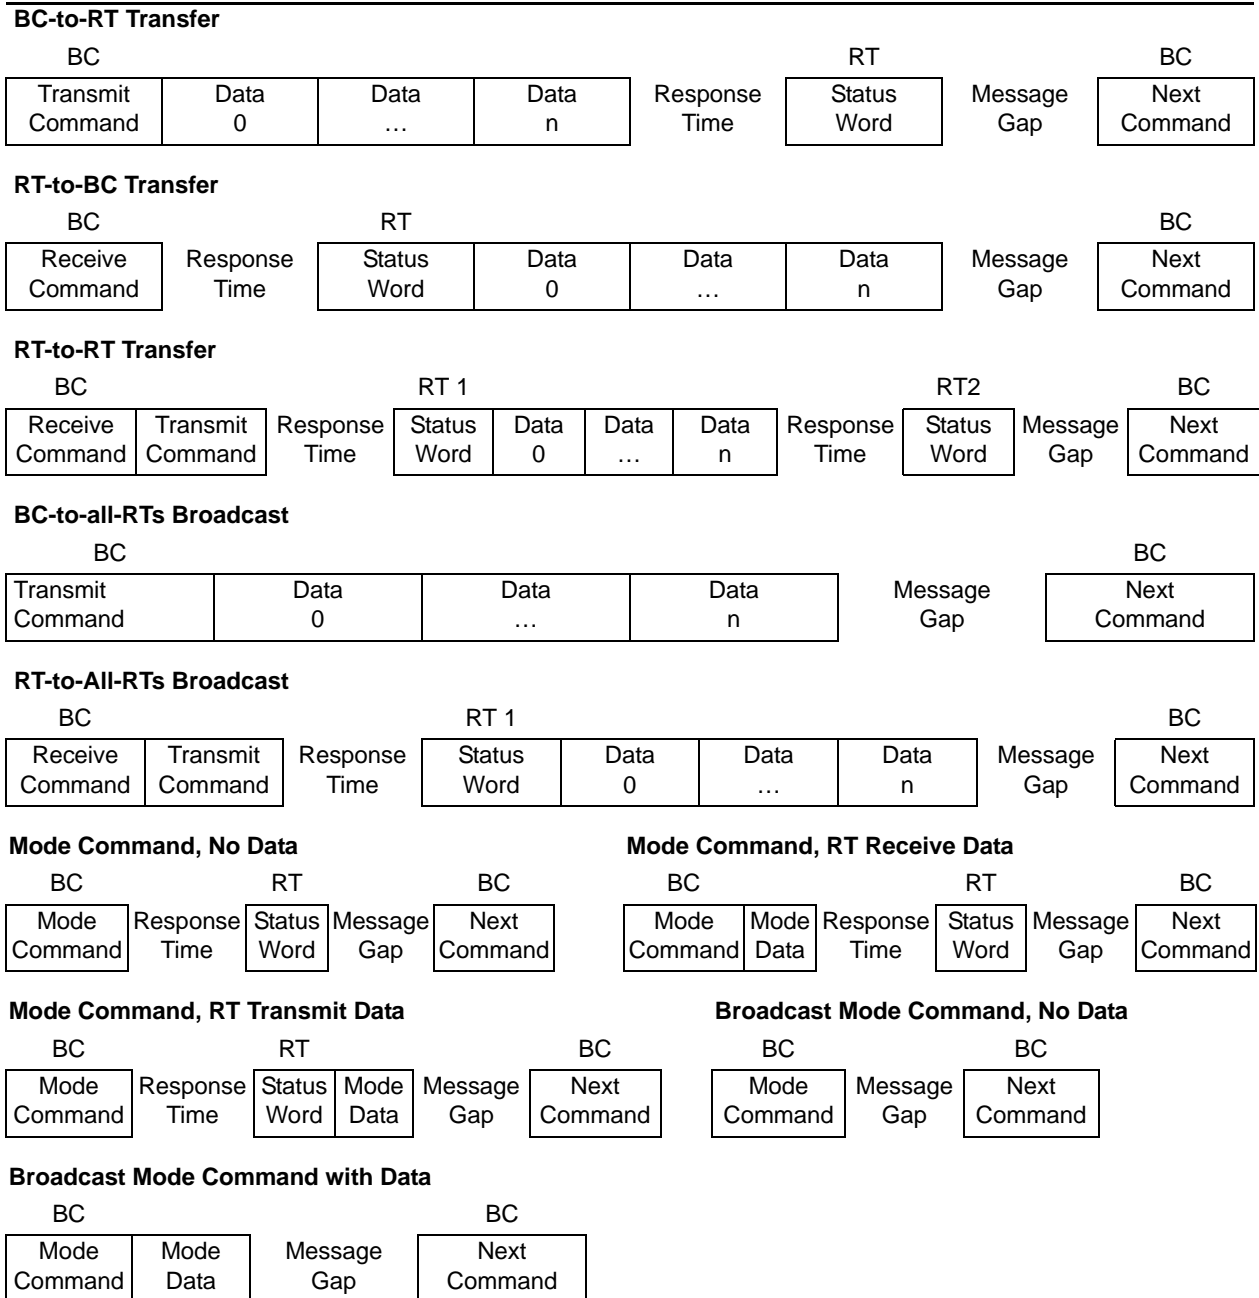 BC-to-RT Transfer
BC RT BC
Transmit Data Data Data Response Status Message Next
Command 0 … n Time Word Gap Command
RT-to-BC Transfer
BC RT BC
Receive Response Status Data Data Data Message Next
Command Time Word 0 … n Gap Command
RT-to-RT Transfer
BC RT 1 RT2 BC
Receive Transmit Response Status Data Data Data Response Status Message Next
Command Command Time Word 0 … n Time Word Gap Command
BC-to-all-RTs Broadcast
BC BC
Transmit Data Data Data Message Next
Command 0 … n Gap Command
RT-to-All-RTs Broadcast
BC RT 1 BC
Receive Transmit Response Status Data Data Data Message Next
Command Command Time Word 0 … n Gap Command
Mode Command, No Data Mode Command, RT Receive Data
BC RT BC BC RT BC
Mode Response Status Message Next Mode Mode Response Status Message Next
Command Time Word Gap Command Command Data Time Word Gap Command
Mode Command, RT Transmit Data Broadcast Mode Command, No Data
BC RT BC BC BC
Mode Response Status Mode Message Next Mode Message Next
Command Time Word Data Gap Command Command Gap Command
Broadcast Mode Command with Data
BC BC
Mode Mode Message Next
Command Data Gap Command